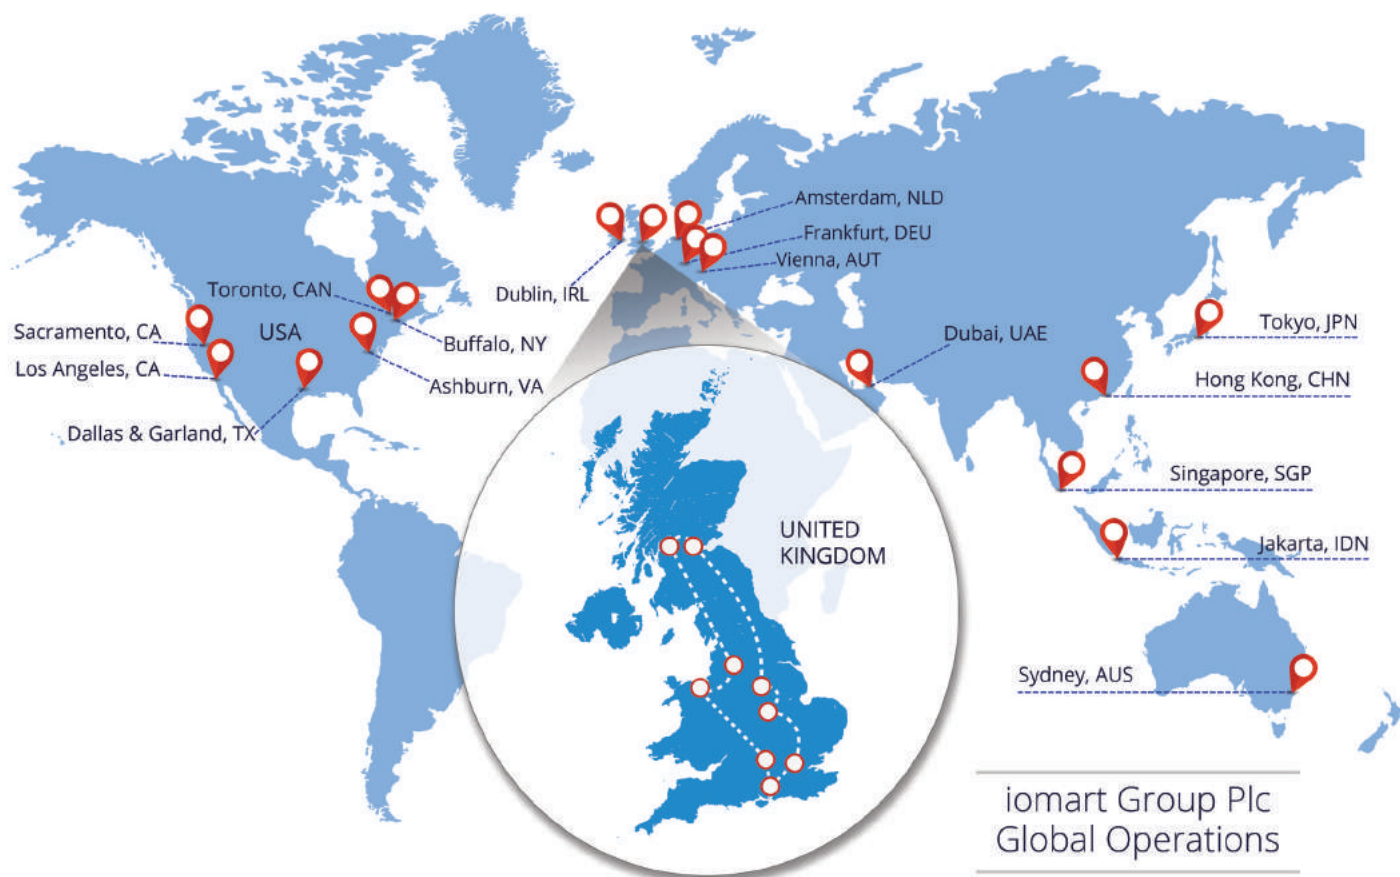 Amsterdam, NLD
Frankfurt, DEU
Vienna, AUT
Dublin, IRL
Toronto, CAN
USA
Sacramento, CA
Los Angeles, CA
Buffalo, NY
Ashburn, VA
Dallas & Garland, TX
Dubai, UAE
Tokyo, JPN
Hong Kong, CHN
Singapore, SGP
Jakarta, IDN
Sydney, AUS
UNITED
KINGDOM
iomart Group Plc
Global Operations